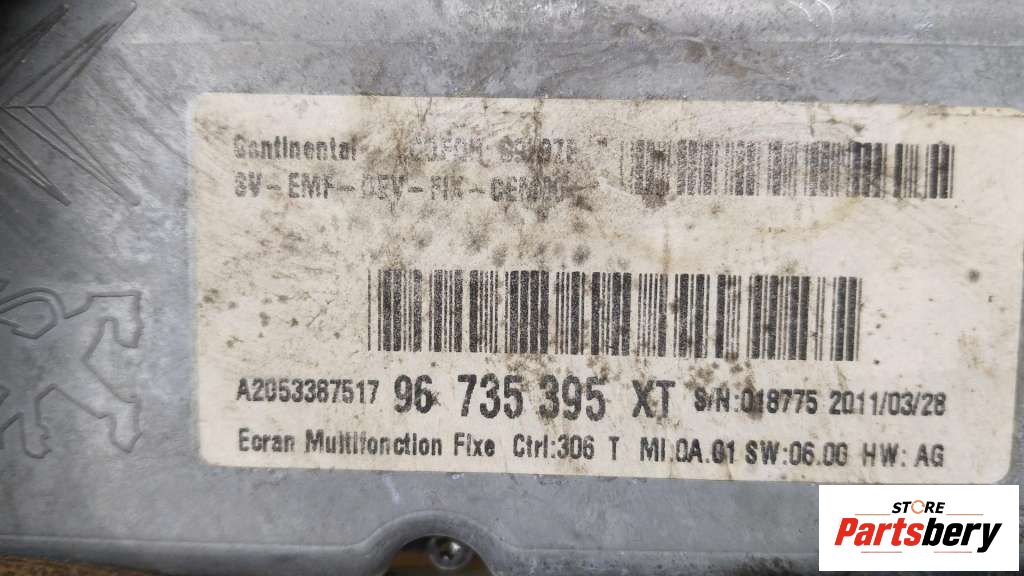 Continental
A2053387517 96 735 395 XT S/N:018775 2011/03/28
Ecran Multifonction Fixe Ctrl:306 T MI:0A.01 SW:06.00 HW: AG
STORE
Partsbery